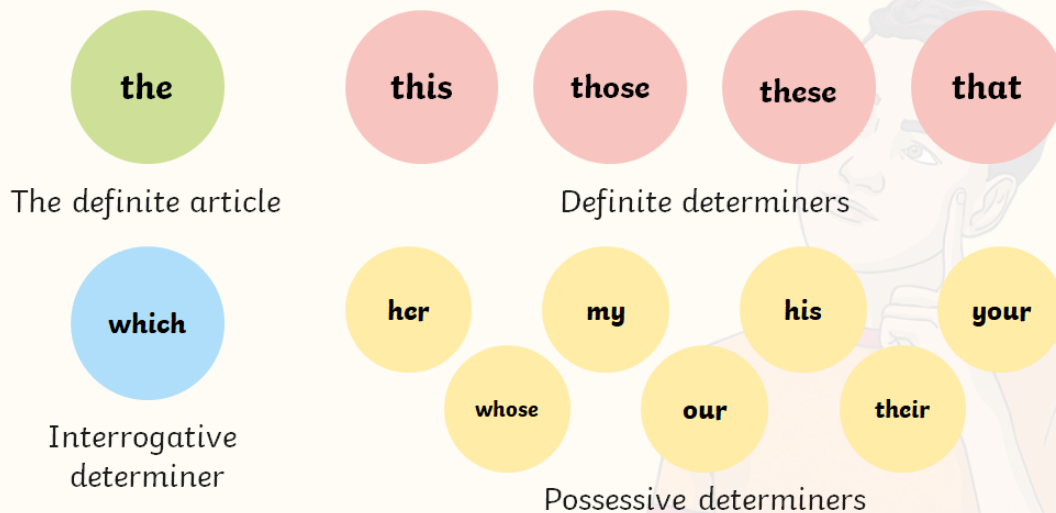 the
this those these that
The definite article
Definite determiners
which
her my his your
whose our their
Interrogative
determiner
Possessive determiners